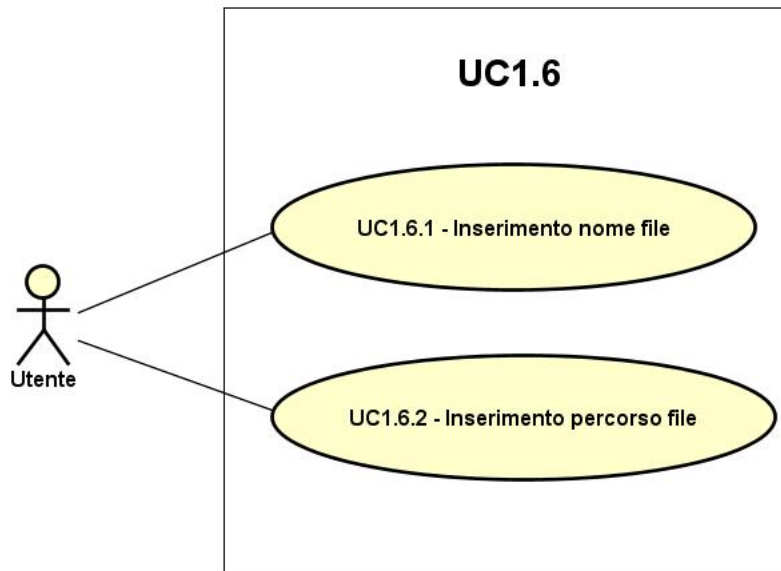 UC1.6
UC1.6.1 - Inserimento nome file
Utente
UC1.6.2 - Inserimento percorso file